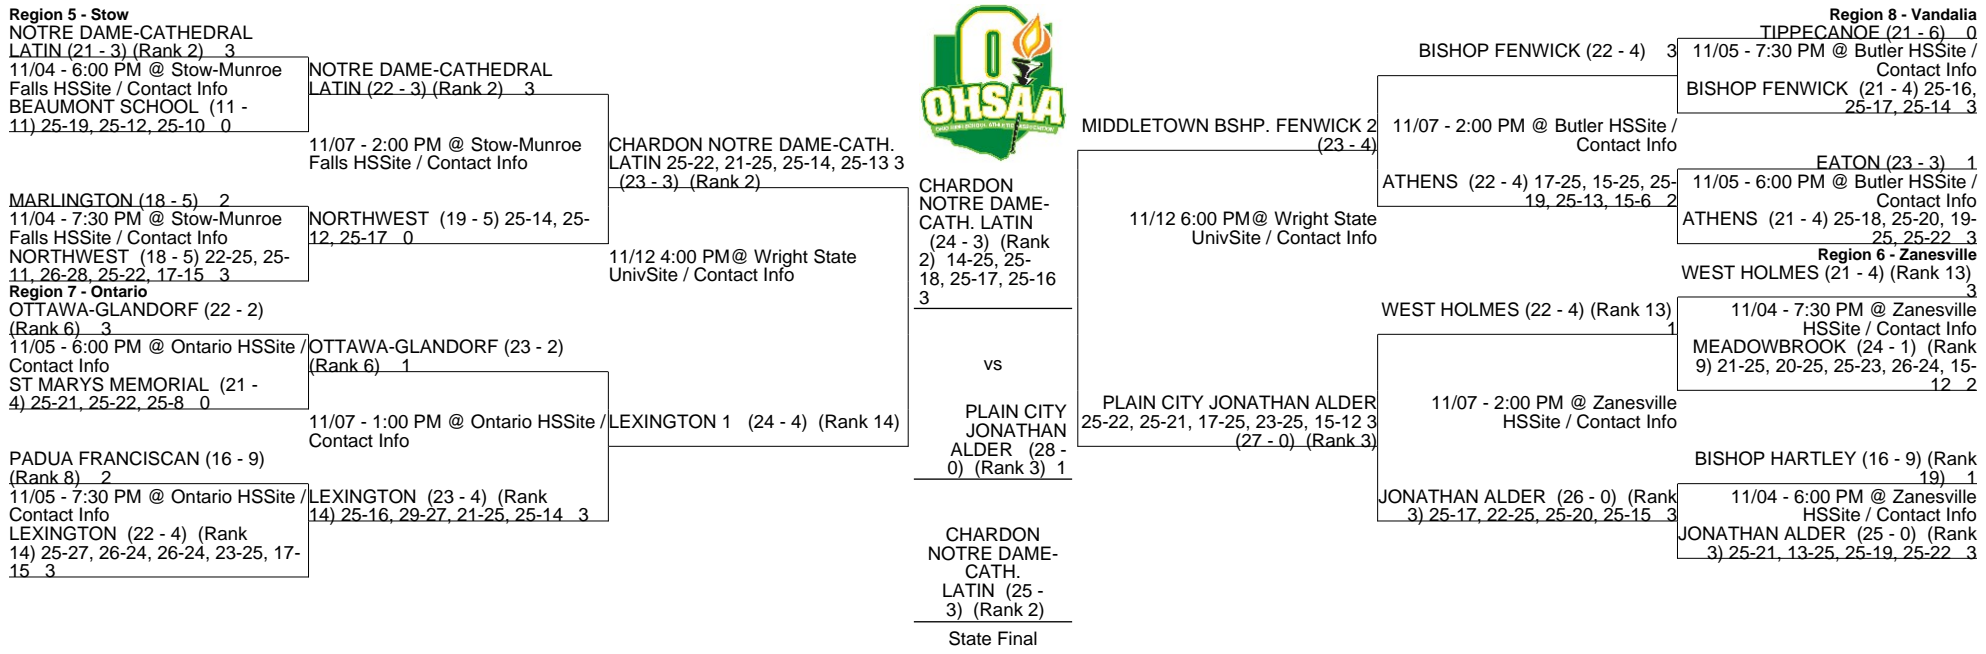 Region 5 - Stow
NOTRE DAME-CATHEDRAL
LATIN (21 - 3) (Rank 2) 3
11/04 - 6:00 PM @ Stow-Munroe
Falls HSSite / Contact Info
BEAUMONT SCHOOL (11 -
11) 25-19, 25-12, 25-10 0
MARLINGTON (18 - 5) 2
11/04 - 7:30 PM @ Stow-Munroe
Falls HSSite / Contact Info
NORTHWEST (18 - 5) 22-25, 25-
11, 26-28, 25-22, 17-15 3
Region 7 - Ontario
OTTAWA-GLANDORF (22 - 2)
(Rank 6) 3
11/05 - 6:00 PM @ Ontario HSSite /
Contact Info
ST MARYS MEMORIAL (21 -
4) 25-21, 25-22, 25-8 0
PADUA FRANCISCAN (16 - 9)
(Rank 8) 2
11/05 - 7:30 PM @ Ontario HSSite /
Contact Info
LEXINGTON (22 - 4) (Rank
14) 25-27, 26-24, 26-24, 23-25, 17-
15 3
NOTRE DAME-CATHEDRAL
LATIN (22 - 3) (Rank 2) 3
11/07 - 2:00 PM @ Stow-Munroe
Falls HSSite / Contact Info
NORTHWEST (19 - 5) 25-14, 25-
12, 25-17 0
OTTAWA-GLANDORF (23 - 2)
(Rank 6) 1
11/07 - 1:00 PM @ Ontario HSSite /
Contact Info
LEXINGTON (23 - 4) (Rank
14) 25-16, 29-27, 21-25, 25-14 3
CHARDON NOTRE DAME-CATH.
LATIN 25-22, 21-25, 25-14, 25-13 3
(23 - 3) (Rank 2)
11/12 4:00 PM@ Wright State
UnivSite / Contact Info
LEXINGTON 1 (24 - 4) (Rank 14)
OHSAA
CHARDON
NOTRE DAME-
CATH. LATIN
(24 - 3) (Rank
2) 14-25, 25-
18, 25-17, 25-16
3
vs
PLAIN CITY
JONATHAN
ALDER (28 -
0) (Rank 3) 1
CHARDON
NOTRE DAME-
CATH.
LATIN (25 -
3) (Rank 2)
State Final
MIDDLETOWN BSHP. FENWICK 2
(23 - 4)
11/12 6:00 PM@ Wright State
UnivSite / Contact Info
PLAIN CITY JONATHAN ALDER
25-22, 25-21, 17-25, 23-25, 15-12 3
(27 - 0) (Rank 3)
BISHOP FENWICK (22 - 4) 3
11/07 - 2:00 PM @ Butler HSSite /
Contact Info
ATHENS (22 - 4) 17-25, 15-25, 25-
19, 25-13, 15-6 2
WEST HOLMES (22 - 4) (Rank 13)
1
11/07 - 2:00 PM @ Zanesville
HSSite / Contact Info
JONATHAN ALDER (26 - 0) (Rank
3) 25-17, 22-25, 25-20, 25-15 3
Region 8 - Vandalia
TIPPECANOE (21 - 6) 0
11/05 - 7:30 PM @ Butler HSSite /
Contact Info
BISHOP FENWICK (21 - 4) 25-16,
25-17, 25-14 3
EATON (23 - 3) 1
11/05 - 6:00 PM @ Butler HSSite /
Contact Info
ATHENS (21 - 4) 25-18, 25-20, 19-
25, 25-22 3
Region 6 - Zanesville
WEST HOLMES (21 - 4) (Rank 13)
3
11/04 - 7:30 PM @ Zanesville
HSSite / Contact Info
MEADOWBROOK (24 - 1) (Rank
9) 21-25, 20-25, 25-23, 26-24, 15-
12 2
BISHOP HARTLEY (16 - 9) (Rank
19) 1
11/04 - 6:00 PM @ Zanesville
HSSite / Contact Info
JONATHAN ALDER (25 - 0) (Rank
3) 25-21, 13-25, 25-19, 25-22 3